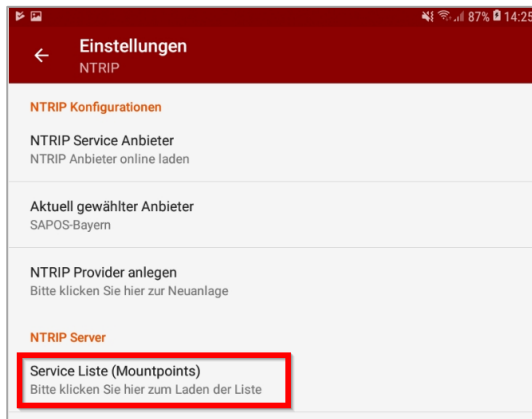 87% 14:25
Einstellungen
NTRIP
NTRIP Konfigurationen
NTRIP Service Anbieter
NTRIP Anbieter online laden
Aktuell gewählter Anbieter
SAPOS-Bayern
NTRIP Provider anlegen
Bitte klicken Sie hier zur Neuanlage
NTRIP Server
Service Liste (Mountpoints)
Bitte klicken Sie hier zum Laden der Liste